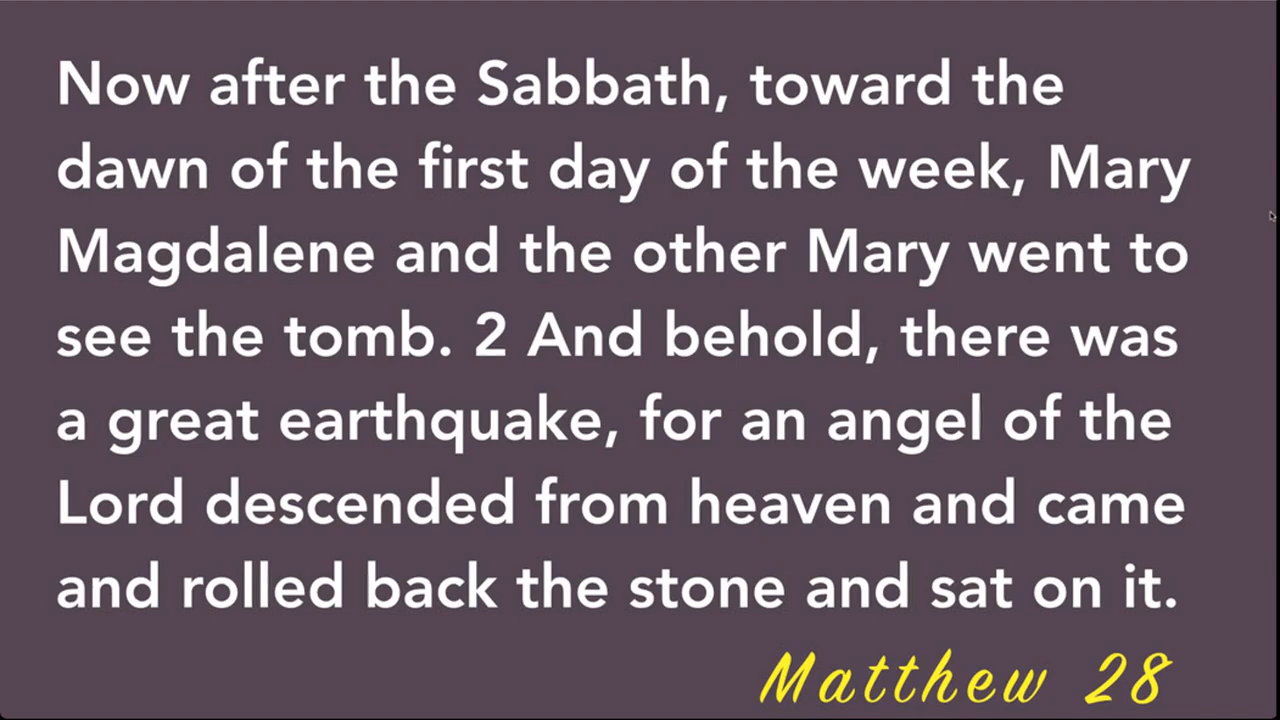 Now after the Sabbath, toward the
dawn of the first day of the week, Mary
Magdalene and the other Mary went to
see the tomb. 2 And behold, there was
a great earthquake, for an angel of the
Lord descended from heaven and came
and rolled back the stone and sat on it.
Matthew 28